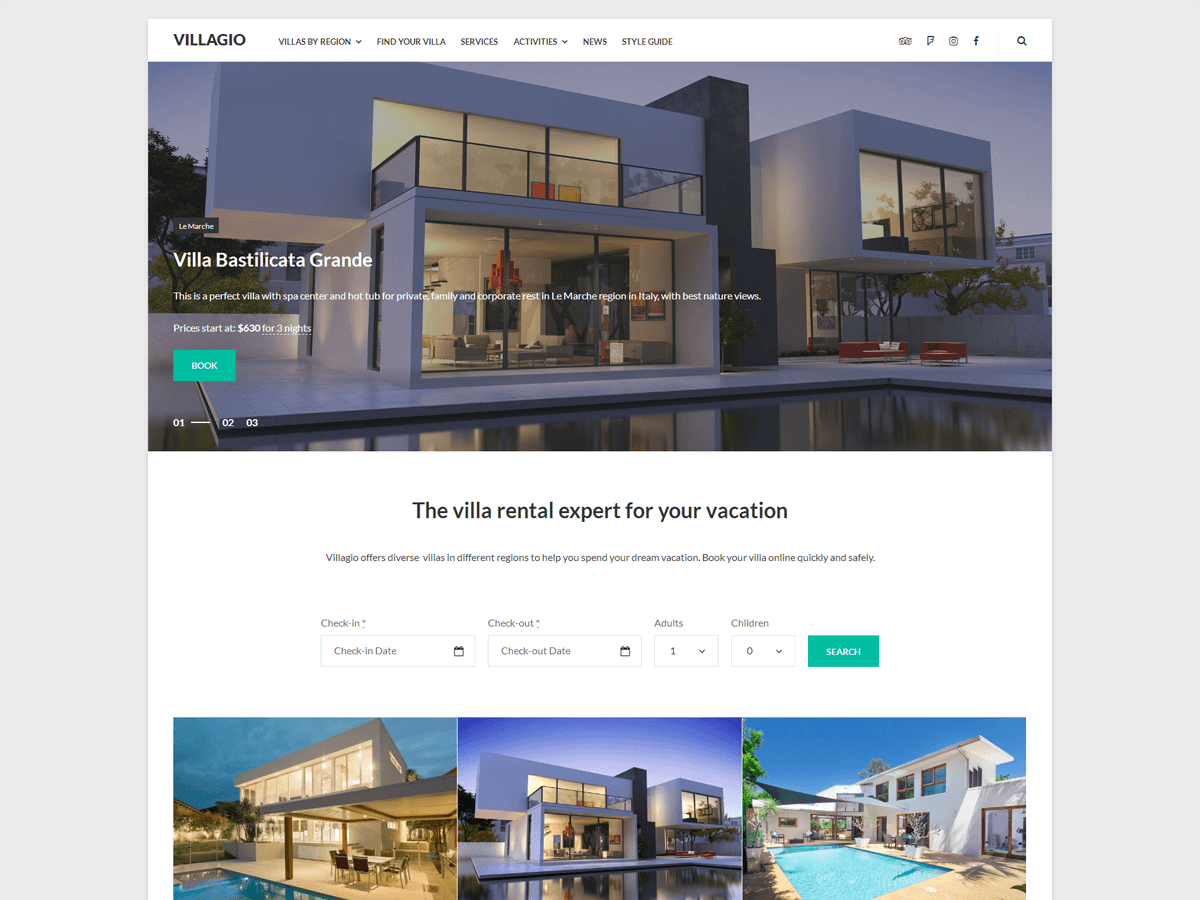 VILLAGIO
VILLAS BY REGION
FIND YOUR VILLA
SERVICES
ACTIVITIES
NEWS
STYLE GUIDE
Le Marche
Villa Bastilicata Grande
This is a perfect villa with spa center and hot tub for private, family and corporate rest in Le Marche region in Italy, with best nature views.
Prices start at: $630 for 3 nights
BOOK
01 02 03
The villa rental expert for your vacation
Villagio offers diverse villas in different regions to help you spend your dream vacation. Book your villa online quickly and safely.
Check-in * Check-out * Adults Children
Check-in Date Check-out Date 1 0 SEARCH